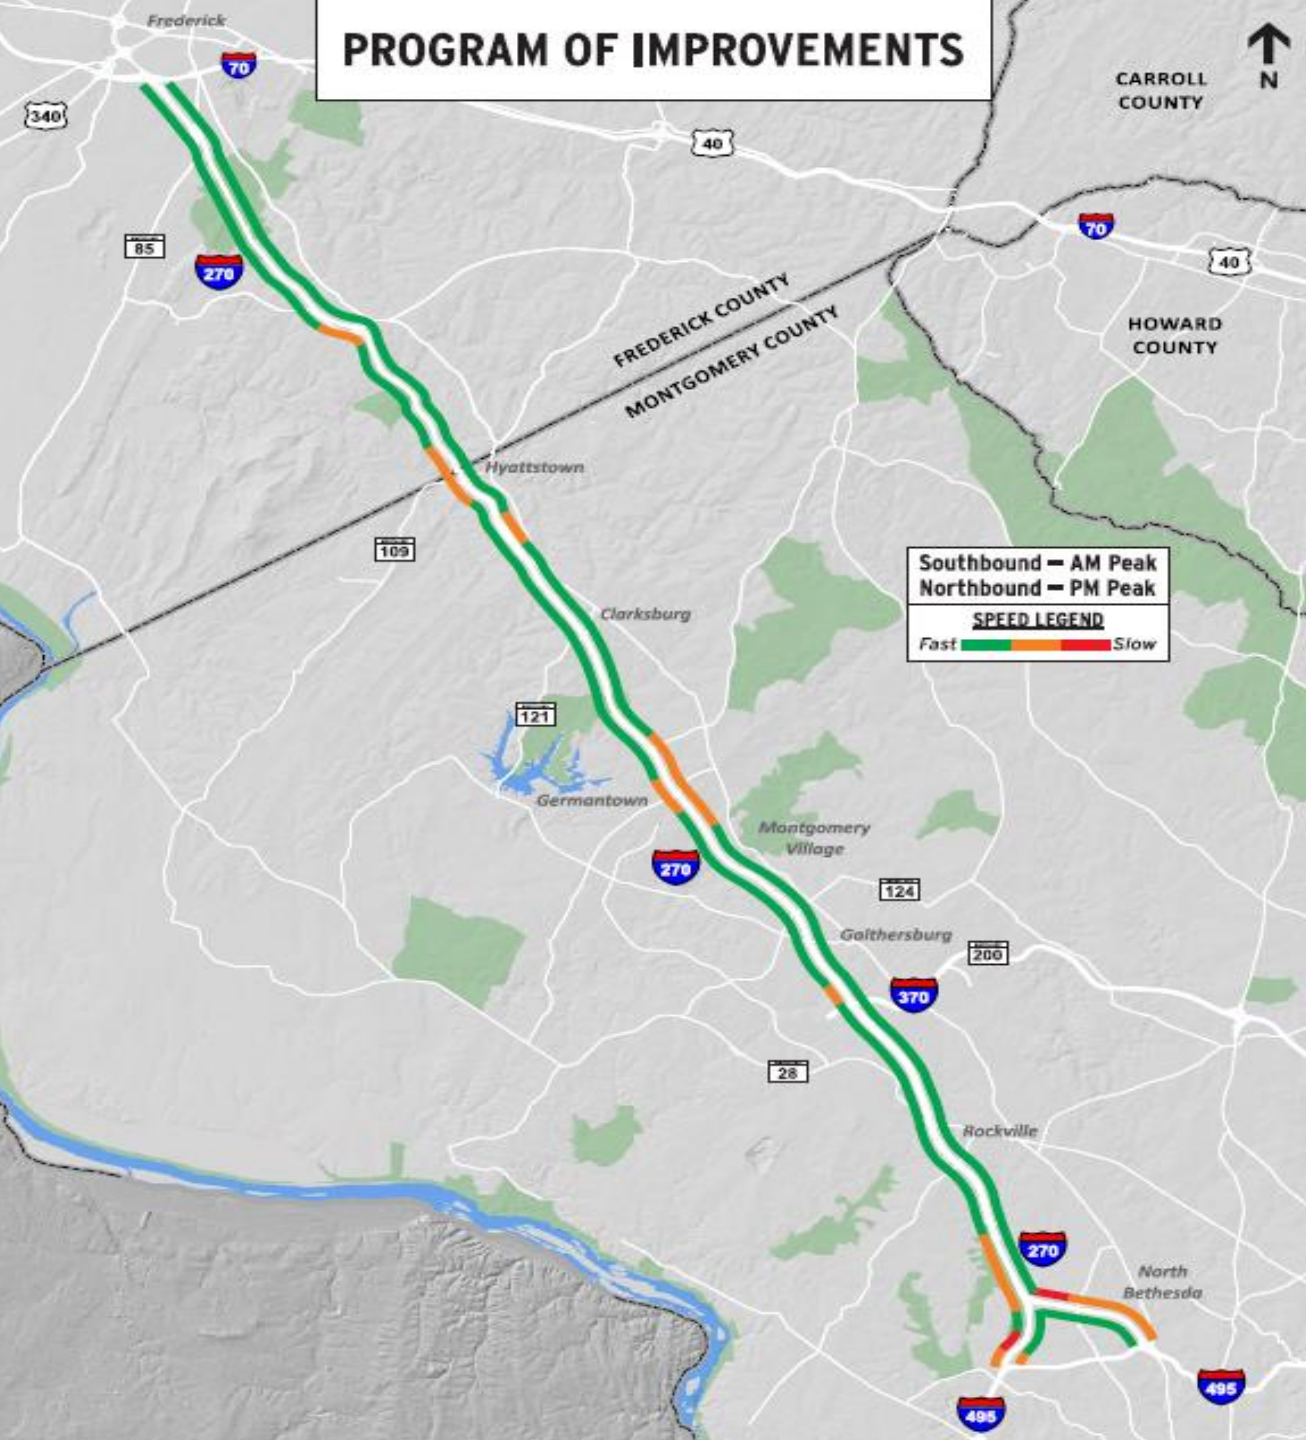 Frederick
PROGRAM OF IMPROVEMENTS
N
CARROLL
COUNTY
70
340
40
85
270
70
40
FREDERICK COUNTY
MONTGOMERY COUNTY
HOWARD
COUNTY
Hyattstown
109
Southbound – AM Peak
Northbound – PM Peak
SPEED LEGEND
Fast
Slow
Clarksburg
121
Germantown
Montgomery
Village
270
124
Gaithersburg
200
370
28
Rockville
270
North
Bethesda
495
495